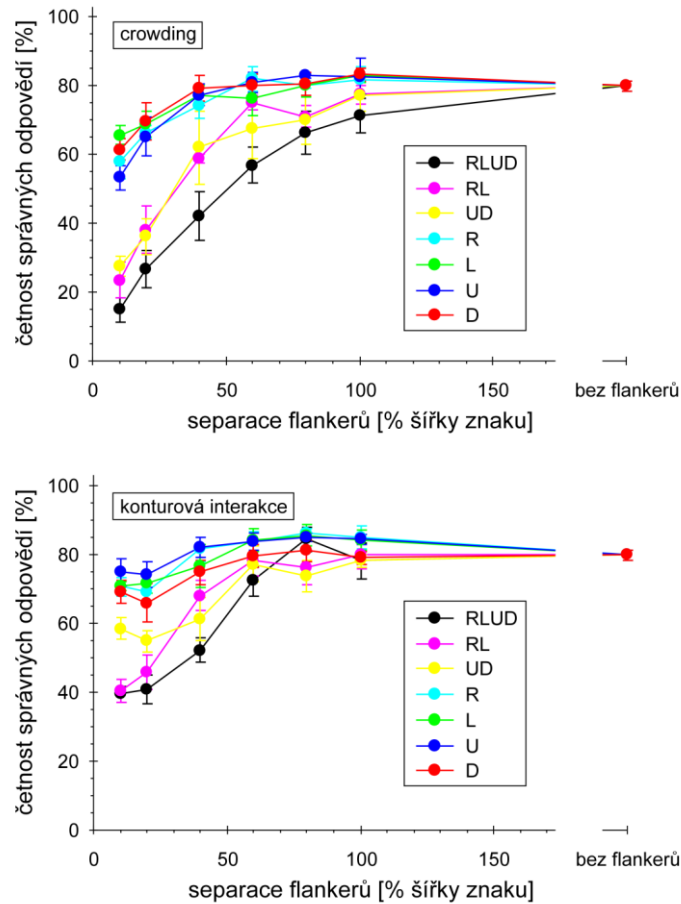 100
crowding
80
60
40
20
0
četnost správných odpovědí [%]
RLUD
RL
UD
R
L
U
D
0
50
100
150
bez flankerů
separace flankerů [% šířky znaku]
100
konturová interakce
80
60
40
20
0
četnost správných odpovědí [%]
RLUD
RL
UD
R
L
U
D
0
50
100
150
bez flankerů
separace flankerů [% šířky znaku]